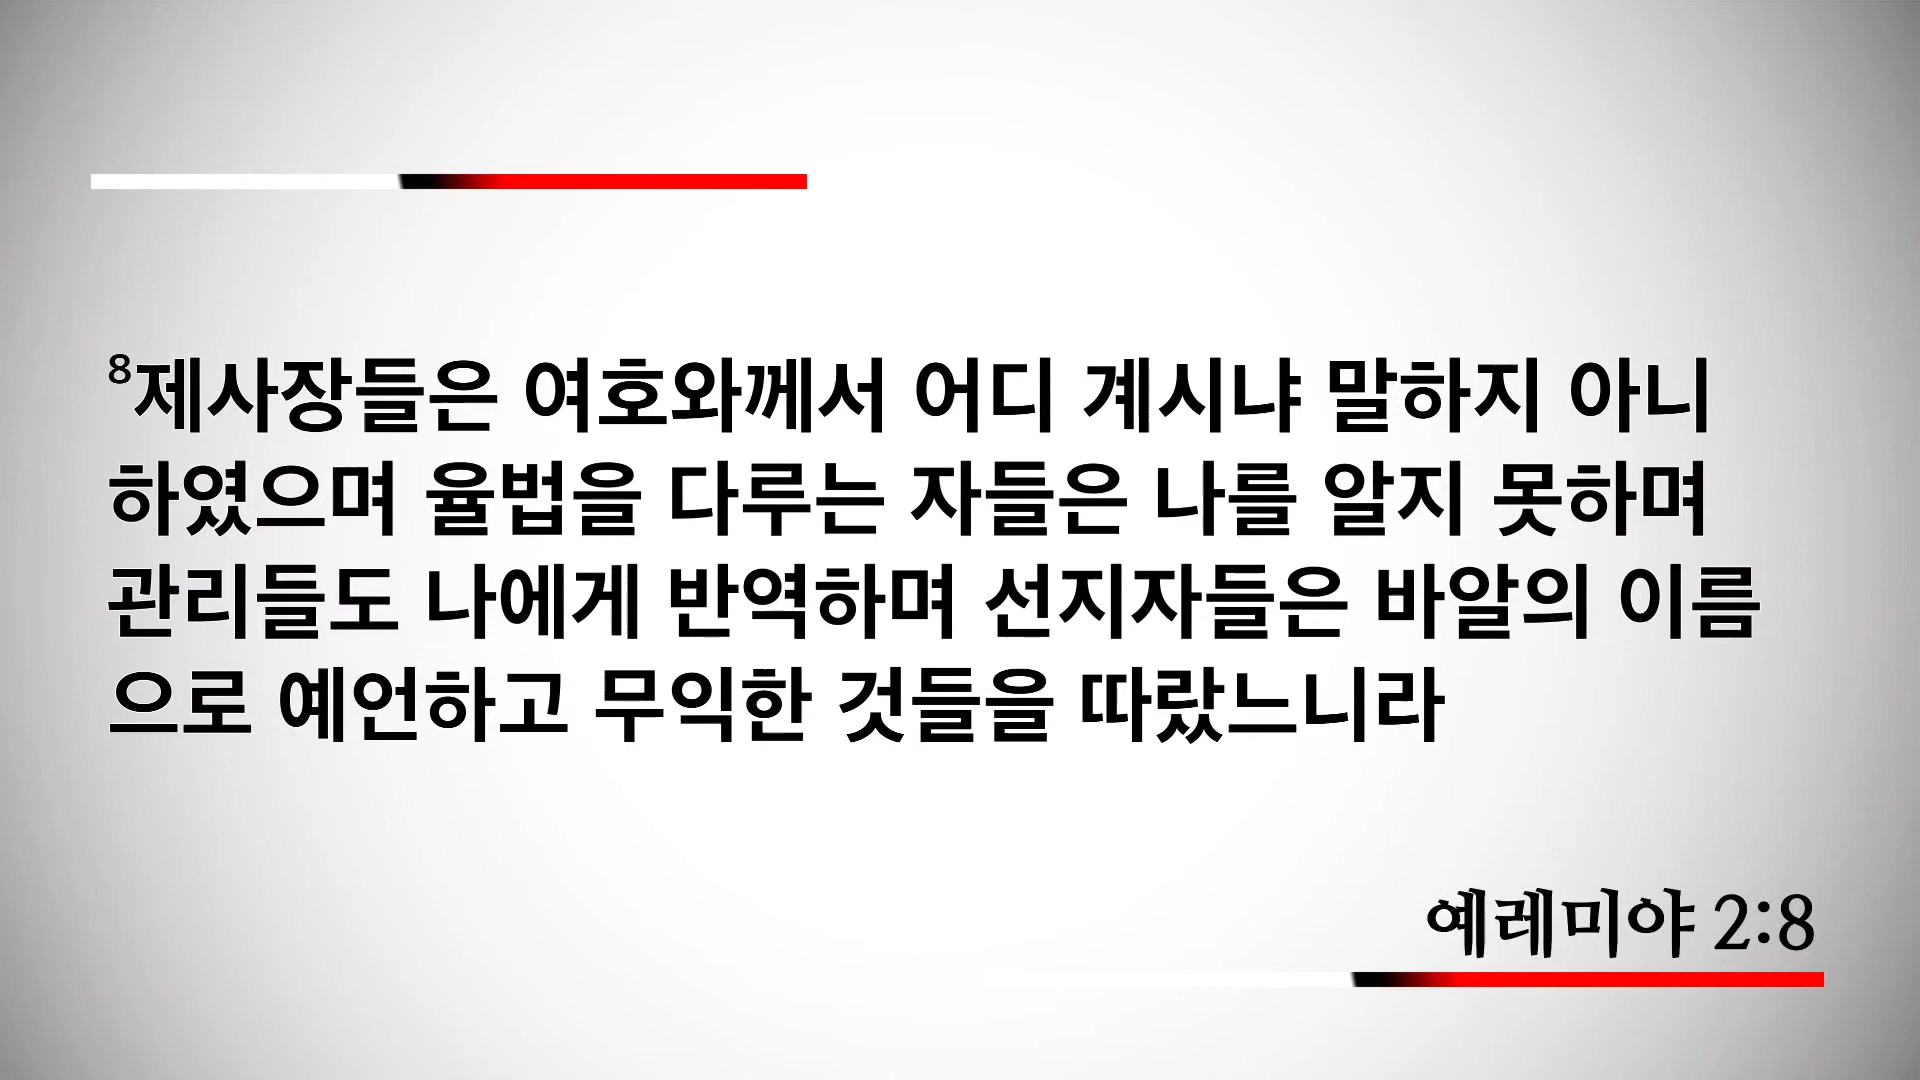 ⁸제사장들은 여호와께서 어디 계시냐 말하지 아니
하였으며 율법을 다루는 자들은 나를 알지 못하며
관리들도 나에게 반역하며 선지자들은 바알의 이름
으로 예언하고 무익한 것들을 따랐느니라
예레미야 2:8